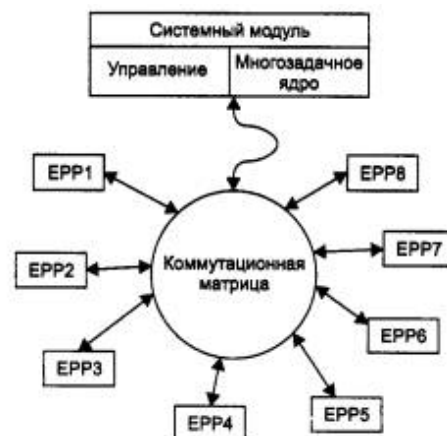 Системный модуль
Управление
Многозадачное
ядро
EPP1
EPP8
EPP2
Коммутационная
матрица
EPP7
EPP3
EPP6
EPP4
EPP5